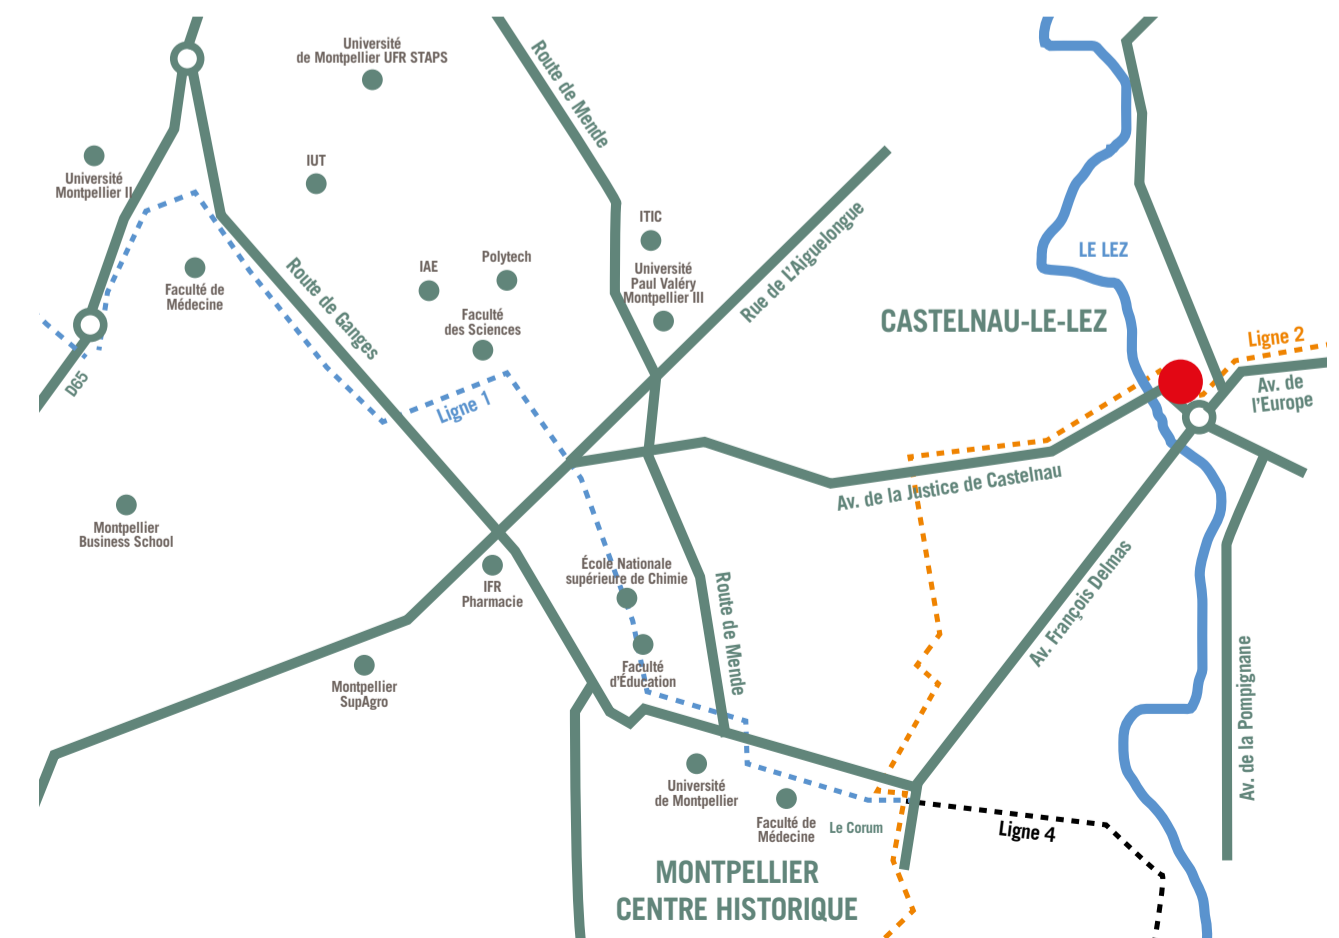 Université
de Montpellier UFR STAPS
Route de Mende
Université
Montpellier II
IUT
ITIC
Rue de L'Aiguelongue
LE LEZ
Polytech
IAE
Université
Paul Valéry
Montpellier III
Faculté de
Médecine
Route de Ganges
Faculté
des Sciences
CASTELNAU-LE-LEZ
Ligne 2
D65
Av. de
l'Europe
Ligne 1
Av. de la Justice de Castelnau
Montpellier
Business School
École Nationale
supérieure de Chimie
IFR
Pharmacie
Route de Mende
Av. François Delmas
Faculté
d'Éducation
Montpellier
SupAgro
Av. de la Pompignane
Université
de Montpellier
Faculté de
Médecine
Le Corum
Ligne 4
MONTPELLIER
CENTRE HISTORIQUE